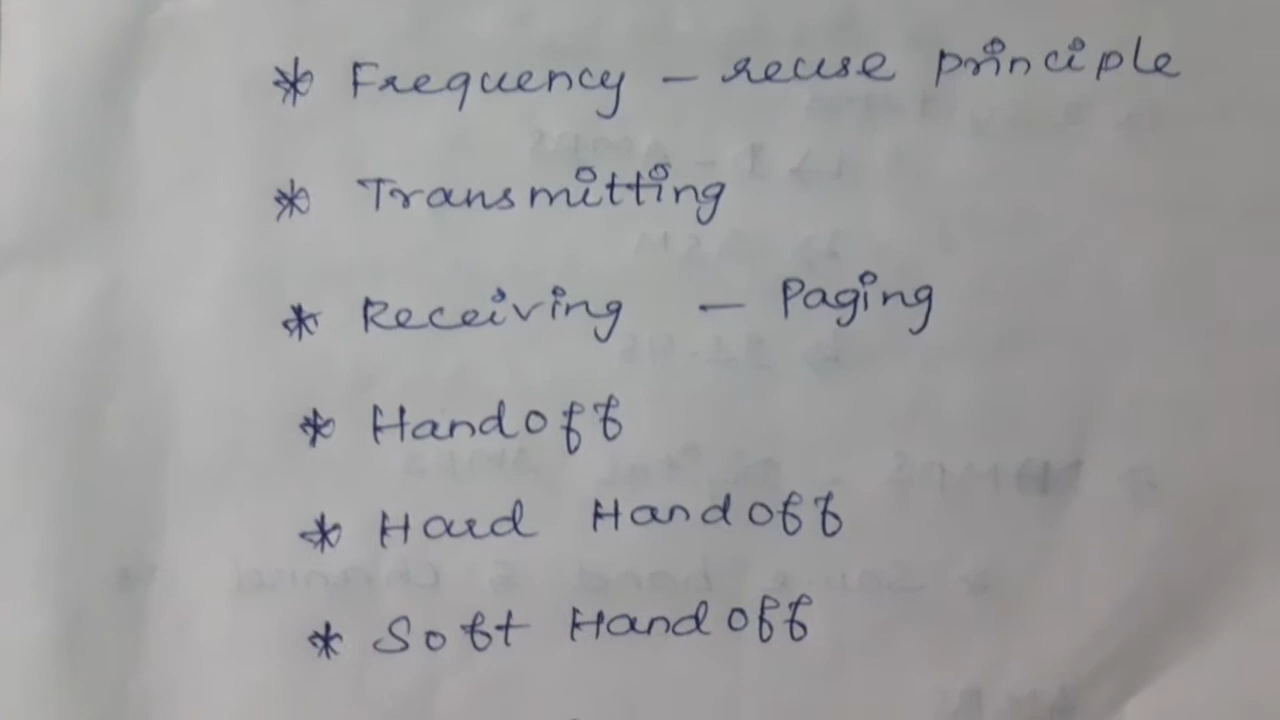 * Frequency - reuse principle
* Transmitting
* Receiving - Paging
* Handoff
* Hard Handoff
* Soft Handoff